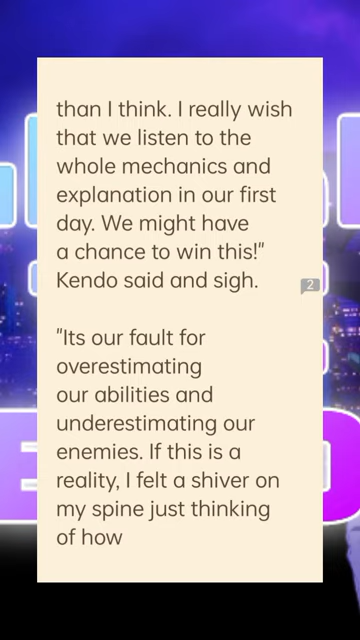 than I think. I really wish
that we listen to the
whole mechanics and
explanation in our first
day. We might have
a chance to win this!"
Kendo said and sigh.
2
"Its our fault for
overestimating
our abilities and
underestimating our
enemies. If this is a
reality, I felt a shiver on
my spine just thinking
of how